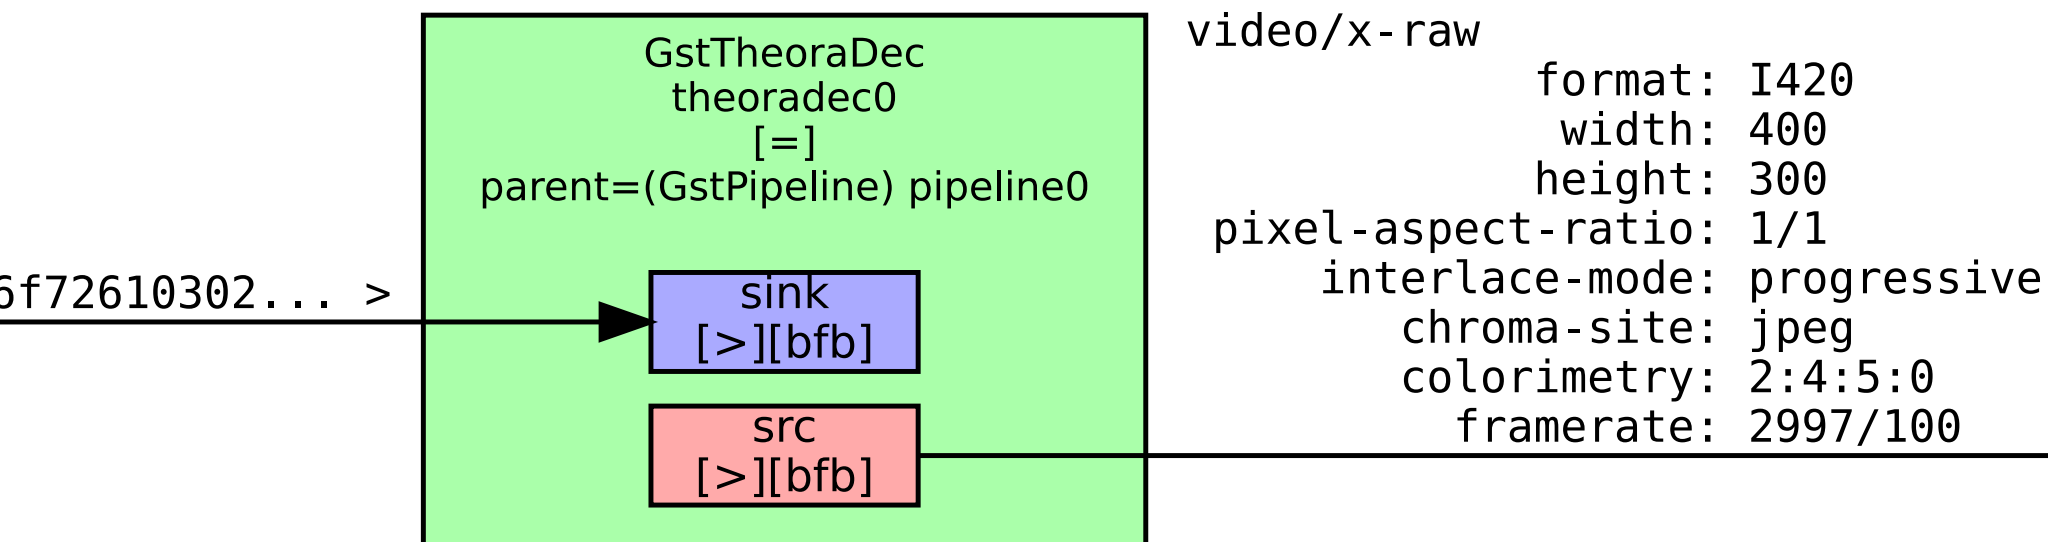 6f72610302... >
GstTheoraDec
theoradec0
[=]
parent=(GstPipeline) pipeline0
sink
[>][bfb]
src
[>][bfb]
video/x-raw
format: I420
width: 400
height: 300
pixel-aspect-ratio: 1/1
interlace-mode: progressive
chroma-site: jpeg
colorimetry: 2:4:5:0
framerate: 2997/100